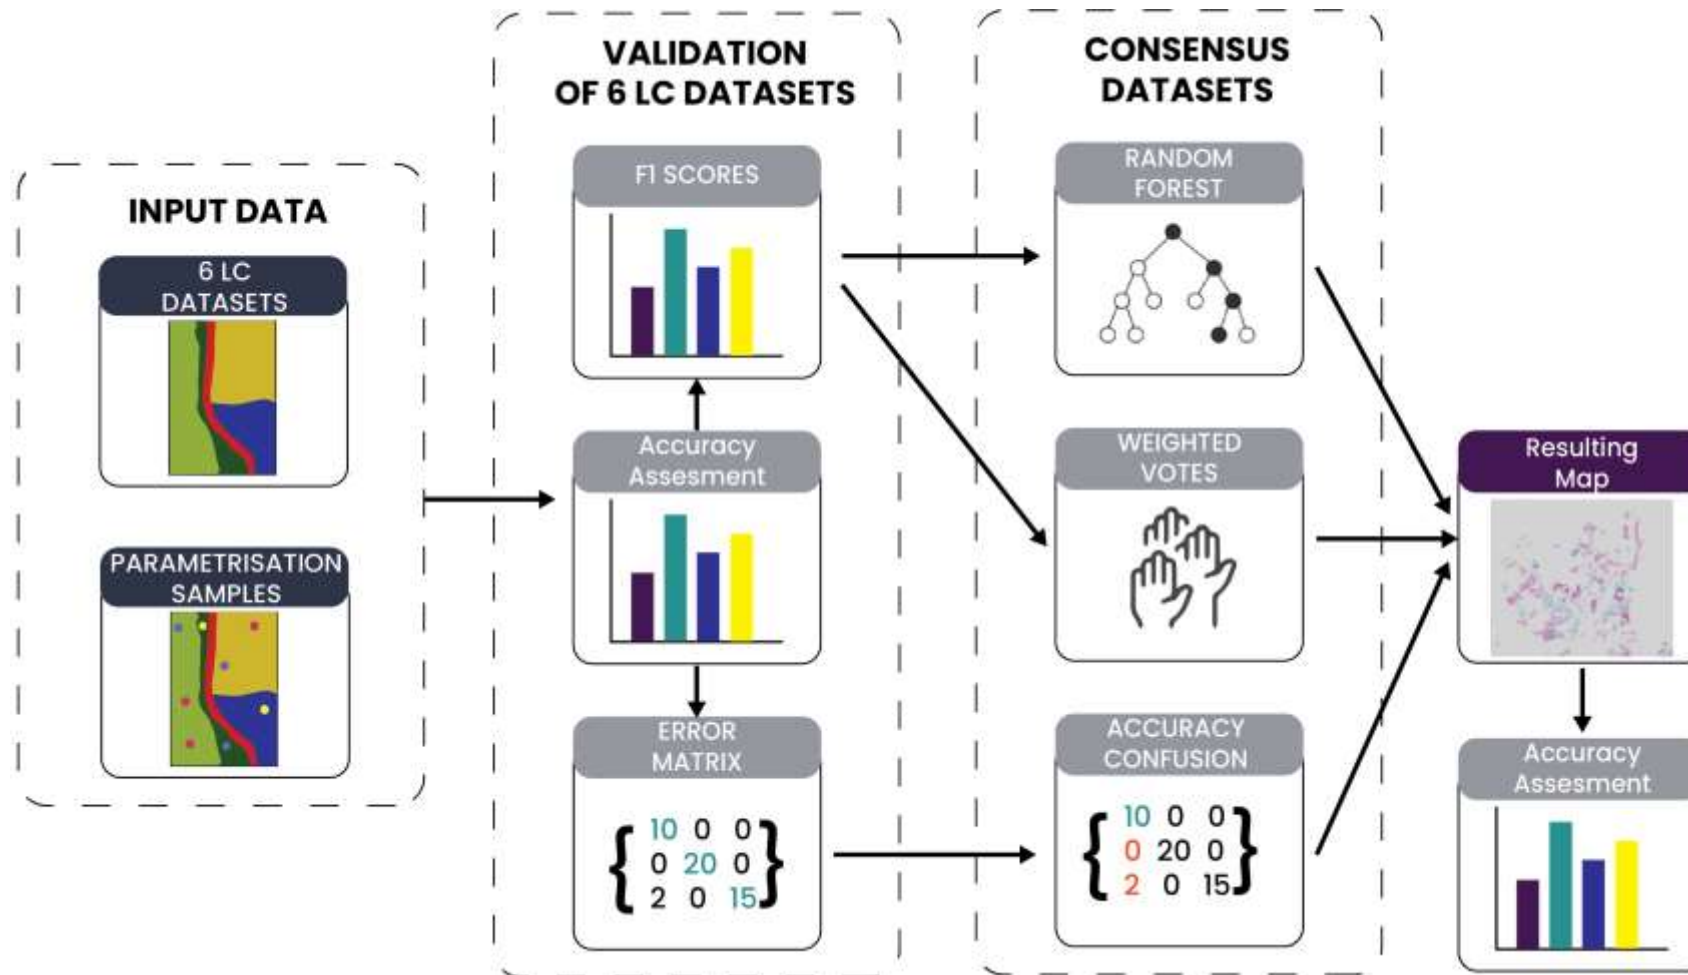 INPUT DATA
6 LC
DATASETS
PARAMETRISATION
SAMPLES
VALIDATION
OF 6 LC DATASETS
F1 SCORES
Accuracy
Assesment
ERROR
MATRIX
10 0 0
0 20 0
2 0 15
CONSENSUS
DATASETS
RANDOM
FOREST
WEIGHTED
VOTES
ACCURACY
CONFUSION
10 0 0
0 20 0
2 0 15
Resulting
Map
Accuracy
Assesment